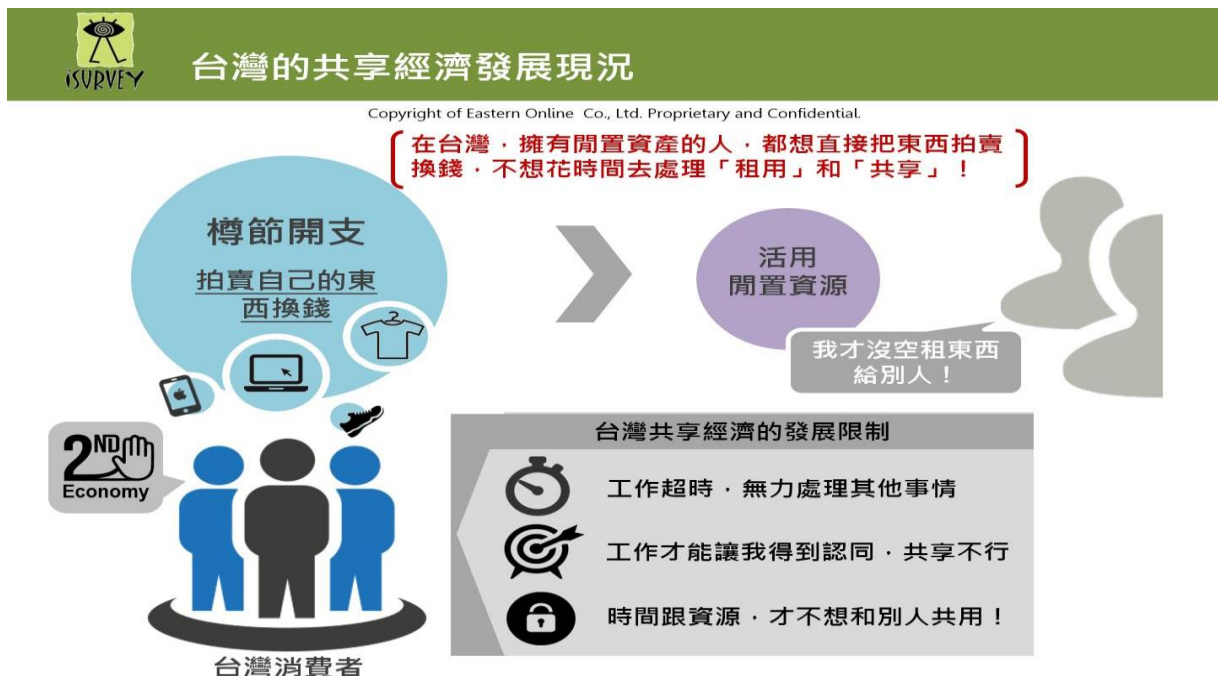 iSURVEY
台灣的共享經濟發展現況
Copyright of Eastern Online Co., Ltd. Proprietary and Confidential.
在台灣，擁有閒置資產的人，都想直接把東西拍賣
換錢，不想花時間去處理「租用」和「共享」！
樽節開支
拍賣自己的東
西換錢
活用
閒置資源
我才沒空租東西
給別人！
2ND
Economy
台灣消費者
台灣共享經濟的發展限制
工作超時，無力處理其他事情
工作才能讓我得到認同，共享不行
時間跟資源，才不想和別人共用！